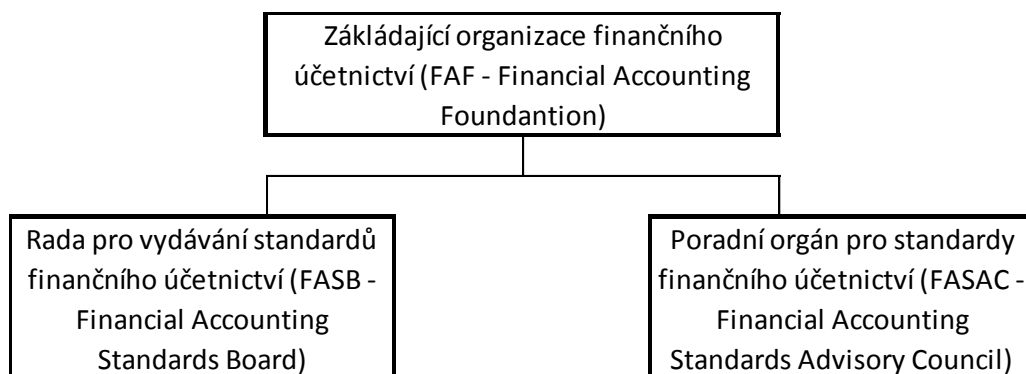 Zákládající organizace finančního
účetnictví (FAF - Financial Accounting
Foundantion)
Rada pro vydávání standardů
finančního účetnictví (FASB -
Financial Accounting
Standards Board)
Poradní orgán pro standardy
finančního účetnictví (FASAC -
Financial Accounting
Standards Advisory Council)